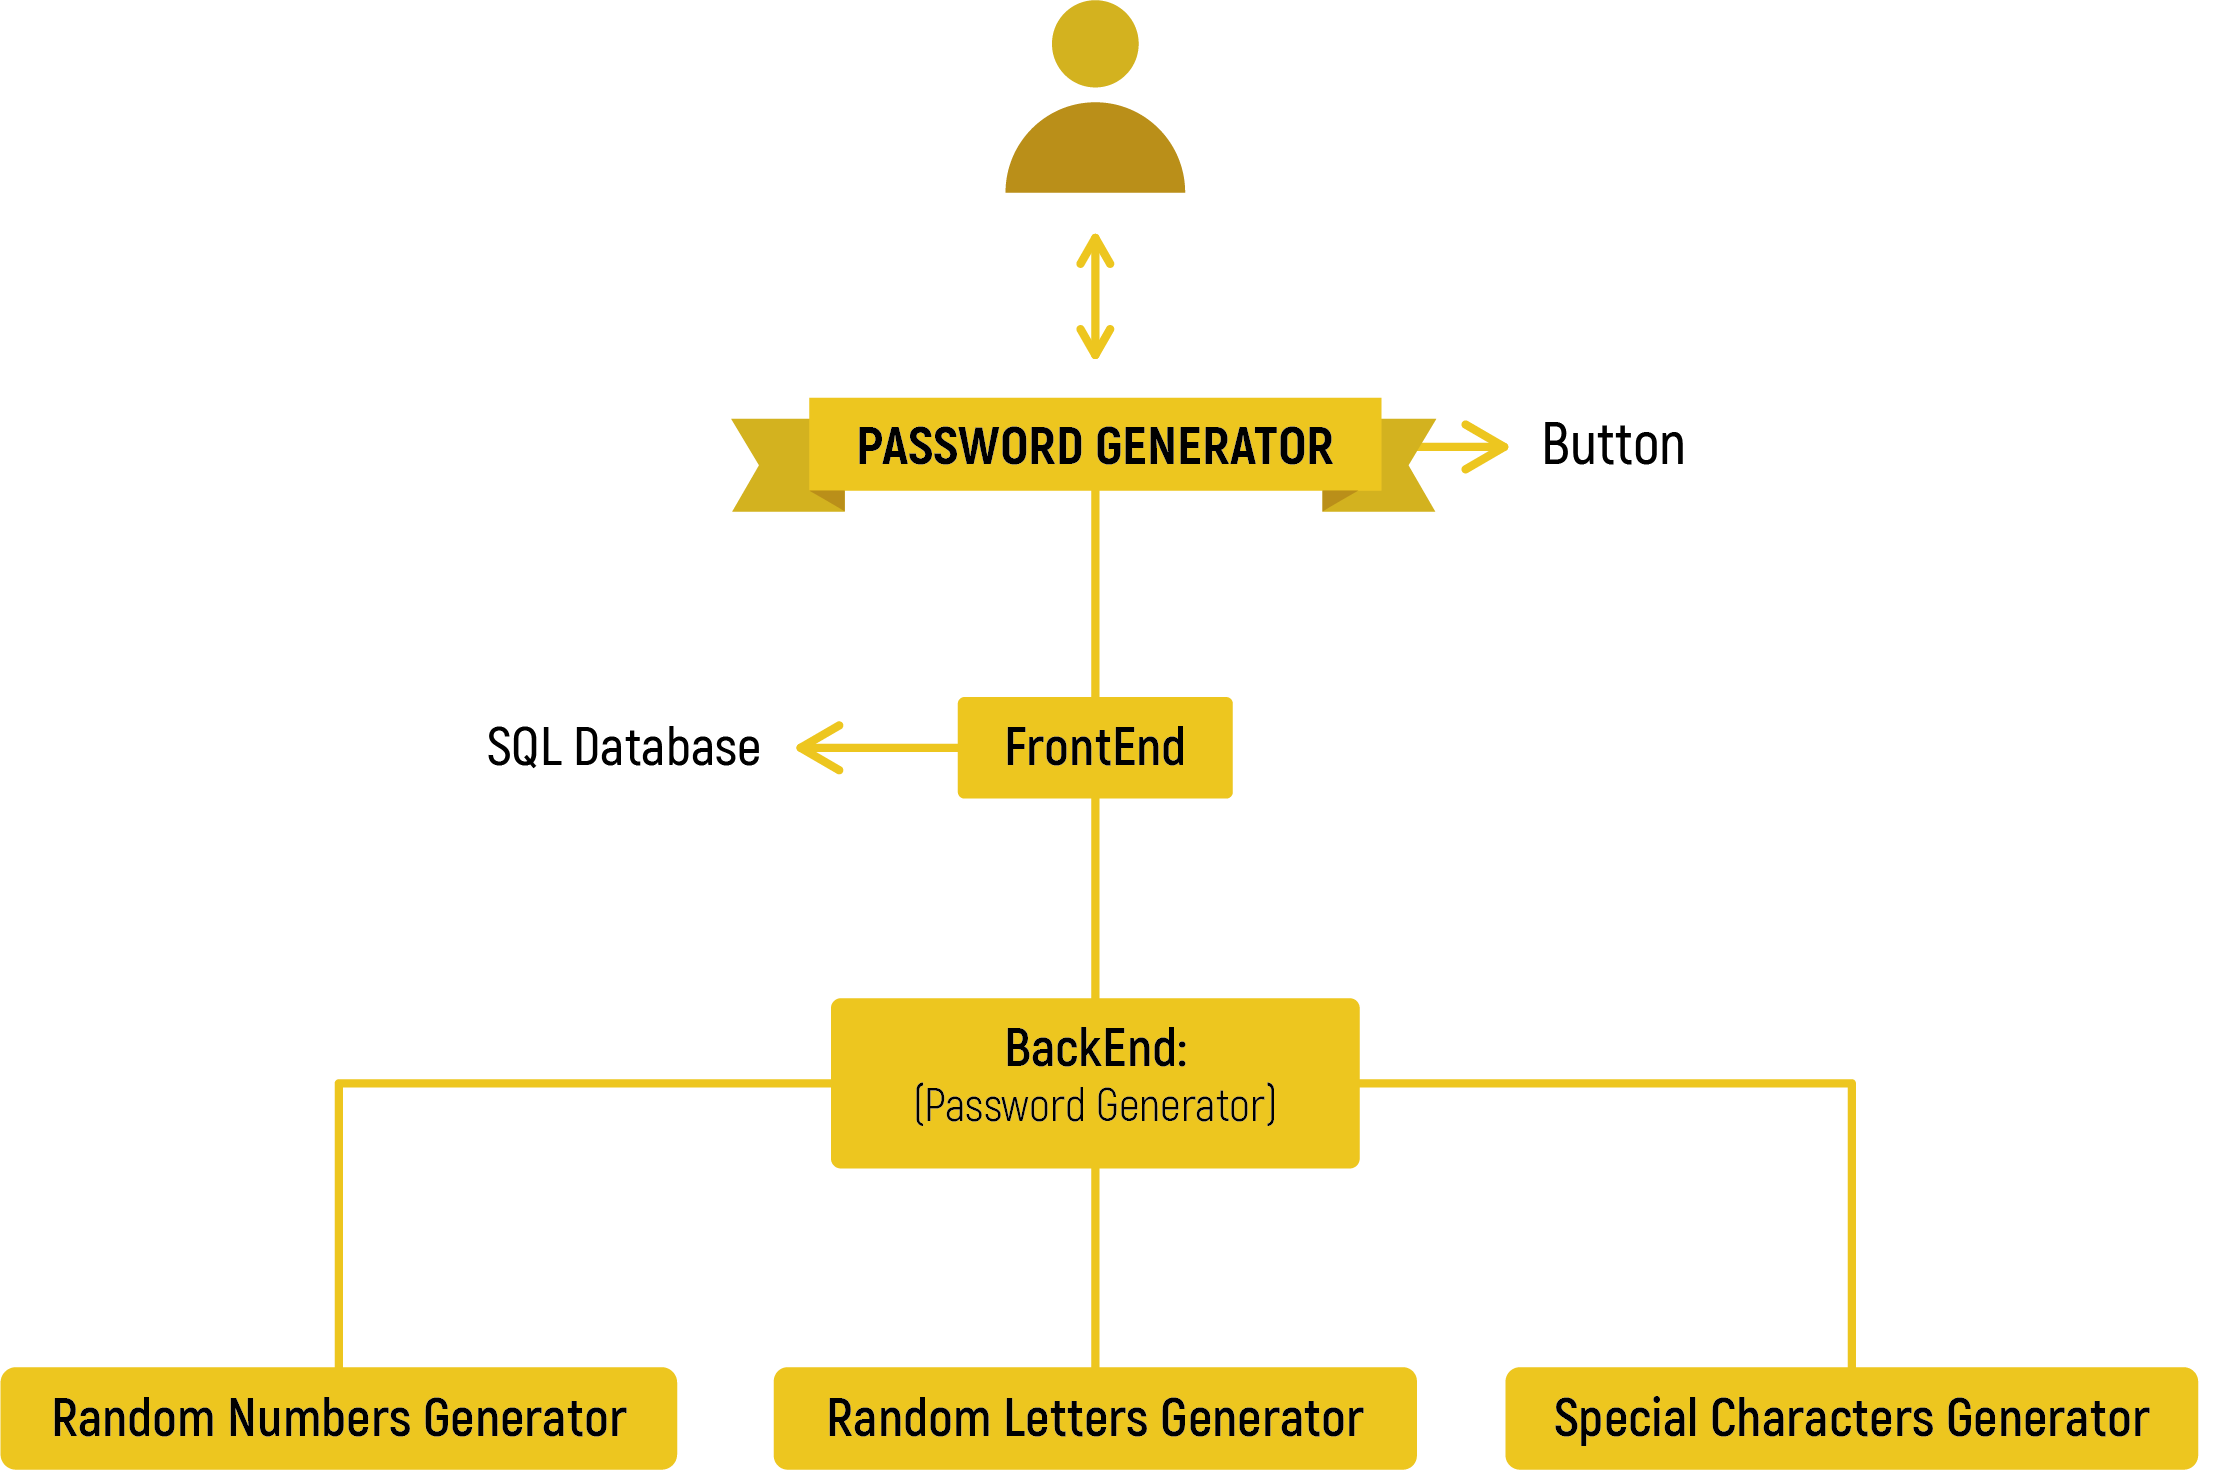 PASSWORD GENERATOR
Button
SQL Database
FrontEnd
BackEnd:
(Password Generator)
Random Numbers Generator
Random Letters Generator
Special Characters Generator